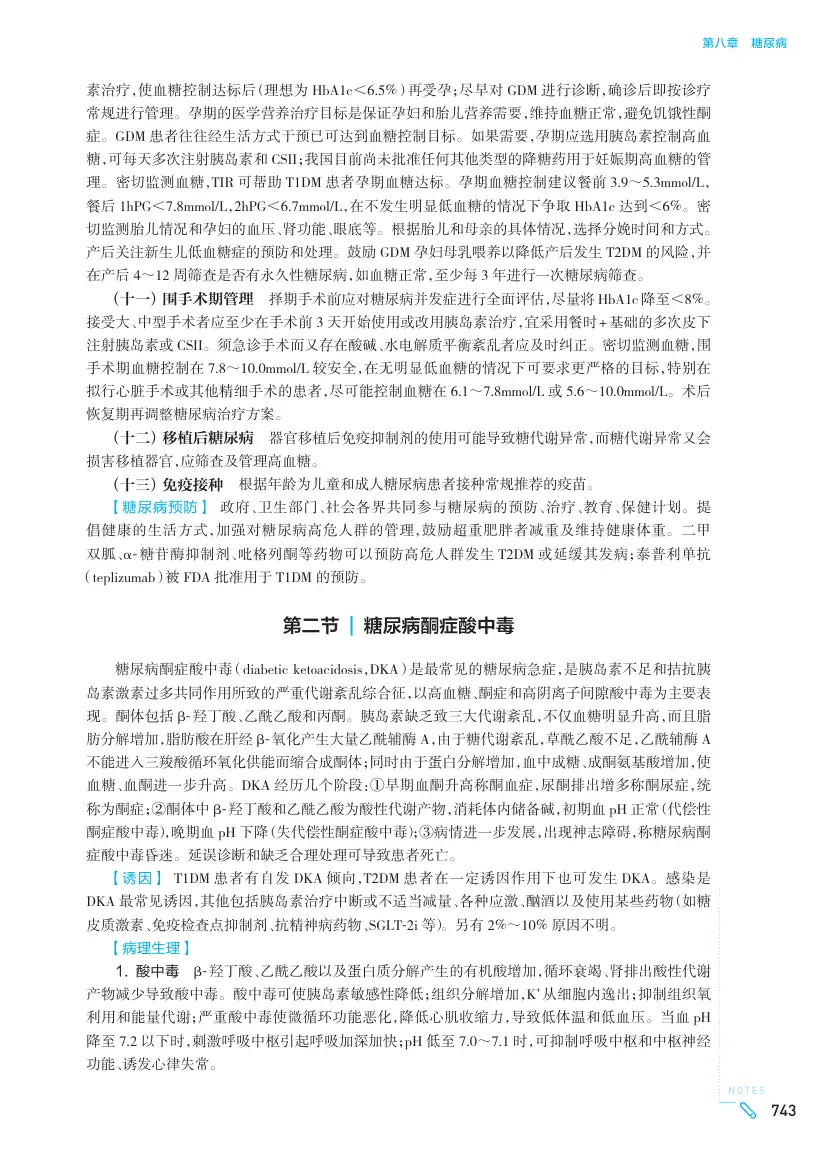 第八章 糖尿病
素治疗，使血糖控制达标后（理想为 HbA1c＜6.5%）再受孕；尽早对 GDM 进行诊断，确诊后即按诊疗
常规进行管理。孕期的医学营养治疗目标是保证孕妇和胎儿营养需要，维持血糖正常，避免饥饿性酮
症。GDM 患者往往经生活方式干预已可达到血糖控制目标。如果需要，孕期应选用胰岛素控制高血
糖，可每天多次注射胰岛素和 CSII；我国目前尚未批准任何其他类型的降糖药用于妊娠期高血糖的管
理。密切监测血糖，TIR 可帮助 T1DM 患者孕期血糖达标。孕期血糖控制建议餐前 3.9～5.3mmol/L，
餐后 1hPG＜7.8mmol/L，2hPG＜6.7mmol/L，在不发生明显低血糖的情况下争取 HbA1c 达到＜6%。密
切监测胎儿情况和孕妇的血压、肾功能、眼底等。根据胎儿和母亲的具体情况，选择分娩时间和方式。
产后关注新生儿低血糖症的预防和处理。鼓励 GDM 孕妇母乳喂养以降低产后发生 T2DM 的风险，并
在产后 4～12 周筛查是否有永久性糖尿病，如血糖正常，至少每 3 年进行一次糖尿病筛查。
（十一）围手术期管理 择期手术前应对糖尿病并发症进行全面评估，尽量将 HbA1c 降至＜8%。
接受大、中型手术者应至少在手术前 3 天开始使用或改用胰岛素治疗，宜采用餐时+基础的多次皮下
注射胰岛素或 CSII。须急诊手术而又存在酸碱、水电解质平衡紊乱者应及时纠正。密切监测血糖，围
手术期血糖控制在 7.8～10.0mmol/L 较安全，在无明显低血糖的情况下可要求更严格的目标，特别在
拟行心脏手术或其他精细手术的患者，尽可能控制血糖在 6.1～7.8mmol/L 或 5.6～10.0mmol/L。术后
恢复期再调整糖尿病治疗方案。
（十二）移植后糖尿病 器官移植后免疫抑制剂的使用可能导致糖代谢异常，而糖代谢异常又会
损害移植器官，应筛查及管理高血糖。
（十三）免疫接种 根据年龄为儿童和成人糖尿病患者接种常规推荐的疫苗。
【糖尿病预防】 政府、卫生部门、社会各界共同参与糖尿病的预防、治疗、教育、保健计划。提
倡健康的生活方式，加强对糖尿病高危人群的管理，鼓励超重肥胖者减重及维持健康体重。二甲
双胍、α-糖苷酶抑制剂、吡格列酮等药物可以预防高危人群发生 T2DM 或延缓其发病；泰普利单抗
（teplizumab）被 FDA 批准用于 T1DM 的预防。
第二节 | 糖尿病酮症酸中毒
糖尿病酮症酸中毒（diabetic ketoacidosis，DKA）是最常见的糖尿病急症，是胰岛素不足和拮抗胰
岛素激素过多共同作用所致的严重代谢紊乱综合征，以高血糖、酮症和高阴离子间隙酸中毒为主要表
现。酮体包括 β-羟丁酸、乙酰乙酸和丙酮。胰岛素缺乏致三大代谢紊乱，不仅血糖明显升高，而且脂
肪分解增加，脂肪酸在肝经 β-氧化产生大量乙酰辅酶 A，由于糖代谢紊乱，草酰乙酸不足，乙酰辅酶 A
不能进入三羧酸循环氧化供能而缩合成酮体；同时由于蛋白分解增加，血中成糖、成酮氨基酸增加，使
血糖、血酮进一步升高。DKA 经历几个阶段：①早期血酮升高称酮血症，尿酮排出增多称酮尿症，统
称为酮症；②酮体中 β-羟丁酸和乙酰乙酸为酸性代谢产物，消耗体内储备碱，初期血 pH 正常（代偿性
酮症酸中毒），晚期血 pH 下降（失代偿性酮症酸中毒）；③病情进一步发展，出现神志障碍，称糖尿病酮
症酸中毒昏迷。延误诊断和缺乏合理处理可导致患者死亡。
【诱因】 T1DM 患者有自发 DKA 倾向，T2DM 患者在一定诱因作用下也可发生 DKA。感染是
DKA 最常见诱因，其他包括胰岛素治疗中断或不适当减量、各种应激、酗酒以及使用某些药物（如糖
皮质激素、免疫检查点抑制剂、抗精神病药物、SGLT-2i 等）。另有 2%～10% 原因不明。
【病理生理】
1. 酸中毒 β-羟丁酸、乙酰乙酸以及蛋白质分解产生的有机酸增加，循环衰竭、肾排出酸性代谢
产物减少导致酸中毒。酸中毒可使胰岛素敏感性降低；组织分解增加，K⁺从细胞内逸出；抑制组织氧
利用和能量代谢；严重酸中毒使微循环功能恶化，降低心肌收缩力，导致低体温和低血压。当血 pH
降至 7.2 以下时，刺激呼吸中枢引起呼吸加深加快；pH 低至 7.0～7.1 时，可抑制呼吸中枢和中枢神经
功能、诱发心律失常。
NOTES
743